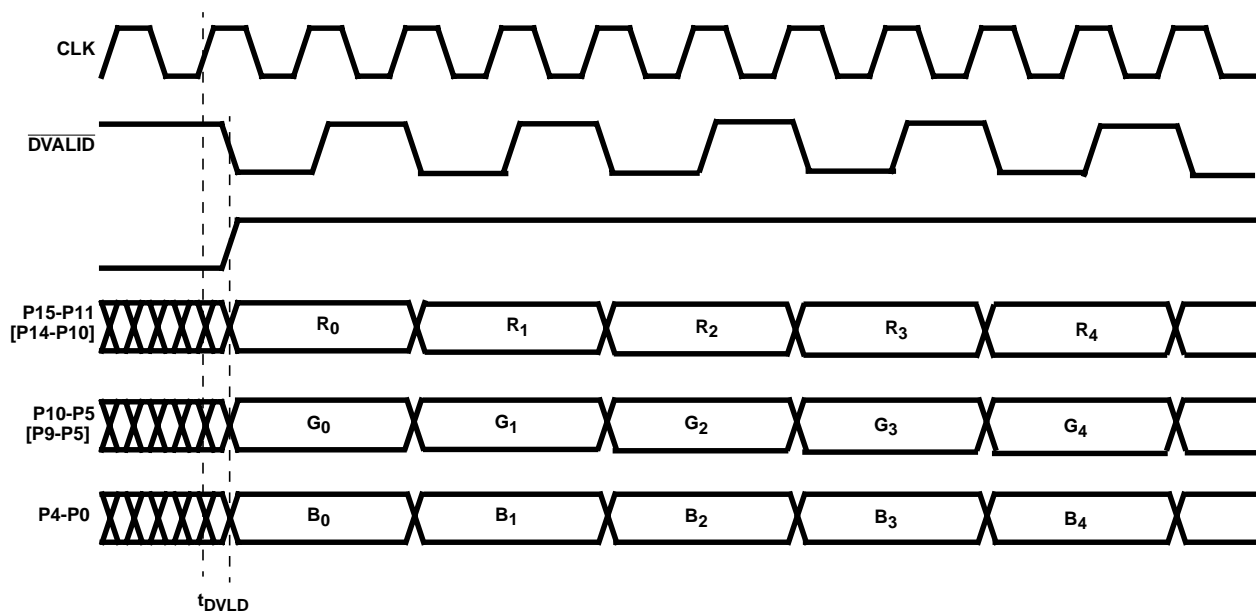 CLK
DVALID
P15-P11
[P14-P10]
R0 R1 R2 R3 R4
P10-P5
[P9-P5]
G0 G1 G2 G3 G4
P4-P0
B0 B1 B2 B3 B4
tDVLD